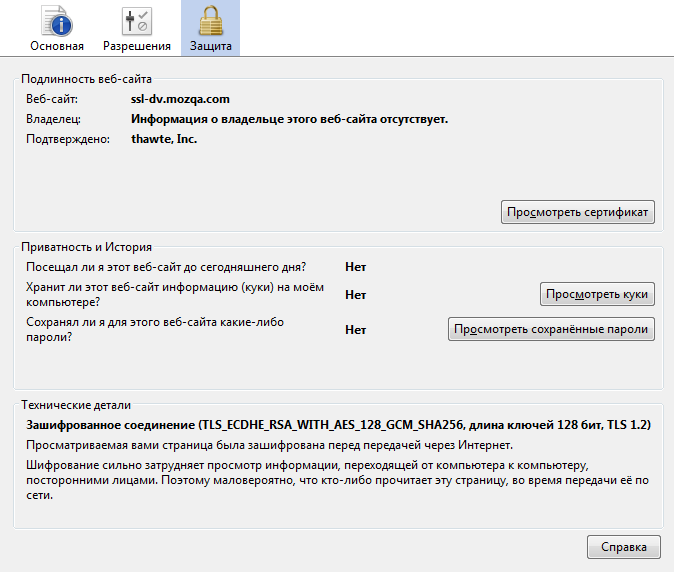 Основная Разрешения Защита
Подлинность веб-сайта
Веб-сайт: ssl-dv.mozqa.com
Владелец: Информация о владельце этого веб-сайта отсутствует.
Подтверждено: thawte, Inc.
Просмотреть сертификат
Приватность и История
Посещал ли я этот веб-сайт до сегодняшнего дня? Нет
Хранит ли этот веб-сайт информацию (куки) на моём
компьютере? Нет Просмотреть куки
Сохранял ли я для этого веб-сайта какие-либо
пароли? Нет Просмотреть сохранённые пароли
Технические детали
Зашифрованное соединение (TLS_ECDHE_RSA_WITH_AES_128_GCM_SHA256, длина ключей 128 бит, TLS 1.2)
Просматриваемая вами страница была зашифрована перед передачей через Интернет.
Шифрование сильно затрудняет просмотр информации, переходящей от компьютера к компьютеру,
посторонними лицами. Поэтому маловероятно, что кто-либо прочитает эту страницу, во время передачи её по
сети.
Справка